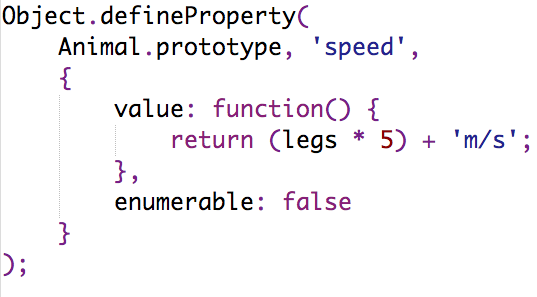 Object.defineProperty(
    Animal.prototype, 'speed',
    {
        value: function() {
            return (legs * 5) + 'm/s';
        },
        enumerable: false
    }
);